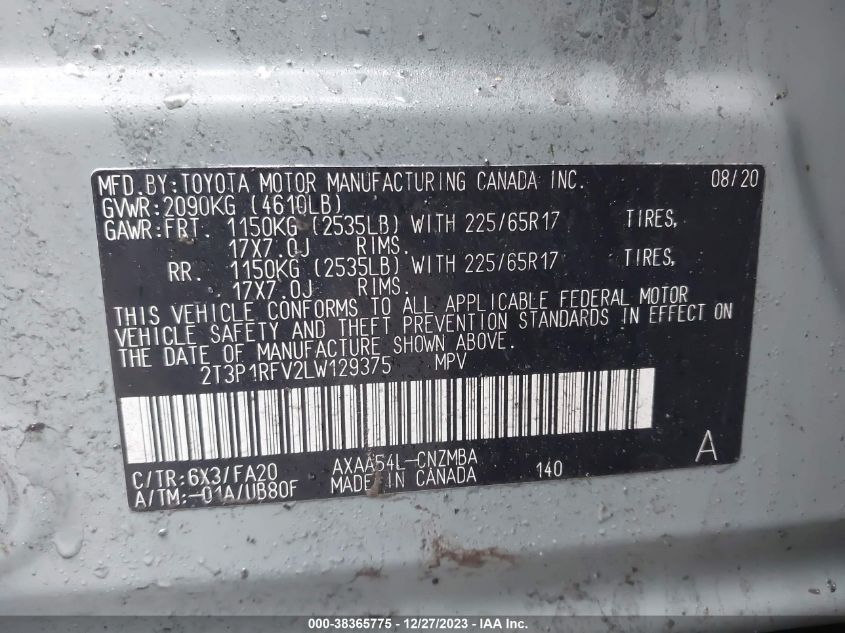 MFD.BY:TOYOTA MOTOR MANUFACTURING CANADA INC. 08/20
GVWR:2090KG (4610LB)
GAWR:FRT. 1150KG (2535LB) WITH 225/65R17 TIRES,
17X7.0J RIMS.
RR. 1150KG (2535LB) WITH 225/65R17 TIRES,
17X7.0J RIMS.
THIS VEHICLE CONFORMS TO ALL APPLICABLE FEDERAL MOTOR
VEHICLE SAFETY AND THEFT PREVENTION STANDARDS IN EFFECT ON
THE DATE OF MANUFACTURE SHOWN ABOVE.
2T3P1RFV2LW129375 MPV
A
C/TR:6X3/FA20 AXAA54L-CNZMBA 140
A/TM:-01A/UB80F MADE IN CANADA
000-38365775 - 12/27/2023 - IAA Inc.